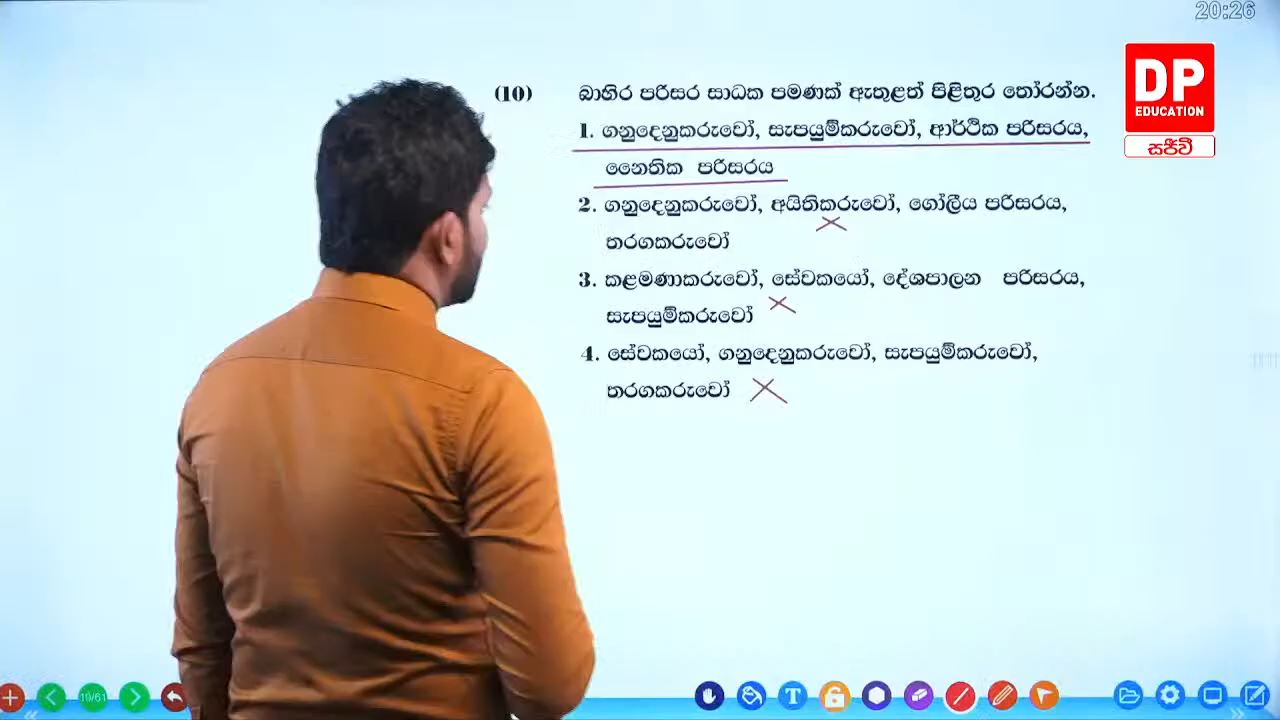 20:26
DP
EDUCATION
සජීවී
(10) බාහිර පරිසර සාධක පමණක් ඇතුළත් පිළිතුර තෝරන්න.
1. ගනුදෙනුකරුවෝ, සැපයුම්කරුවෝ, ආර්ථික පරිසරය,
නෛතික පරිසරය
2. ගනුදෙනුකරුවෝ, අයිතිකරුවෝ, ගෝලීය පරිසරය,
තරගකරුවෝ
3. කළමණාකරුවෝ, සේවකයෝ, දේශපාලන පරිසරය,
සැපයුම්කරුවෝ
4. සේවකයෝ, ගනුදෙනුකරුවෝ, සැපයුම්කරුවෝ,
තරගකරුවෝ
19/61